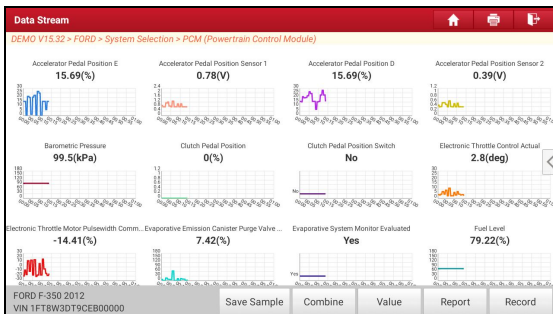 Data Stream
DEMO V15.32 > FORD > System Selection > PCM (Powertrain Control Module)
Accelerator Pedal Position E
15.69(%)
Accelerator Pedal Position Sensor 1
0.78(V)
Accelerator Pedal Position D
15.69(%)
Accelerator Pedal Position Sensor 2
0.39(V)
Barometric Pressure
99.5(kPa)
Clutch Pedal Position
0(%)
Clutch Pedal Position Switch
No
No
Electronic Throttle Control Actual
2.8(deg)
Electronic Throttle Motor Pulsewidth Comm...
-14.41(%)
Evaporative Emission Canister Purge Valve ...
7.42(%)
Evaporative System Monitor Evaluated
Yes
Yes
Fuel Level
79.22(%)
FORD F-350 2012
VIN 1FT8W3DT9CEB00000
Save Sample
Combine
Value
Report
Record